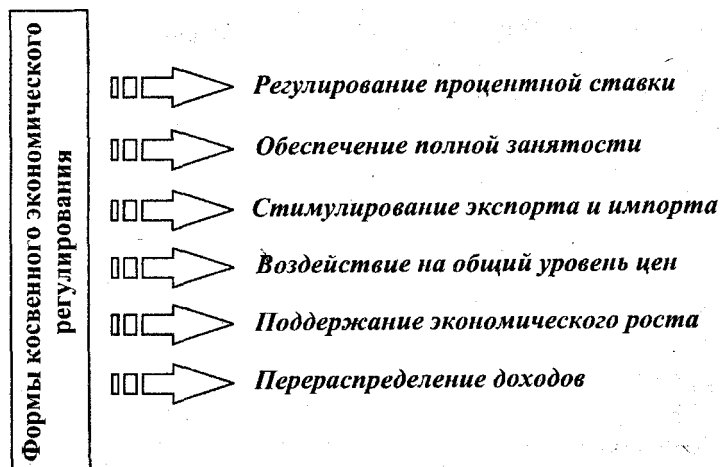 Формы косвенного экономического
регулирования
Регулирование процентной ставки
Обеспечение полной занятости
Стимулирование экспорта и импорта
Воздействие на общий уровень цен
Поддержание экономического роста
Перераспределение доходов